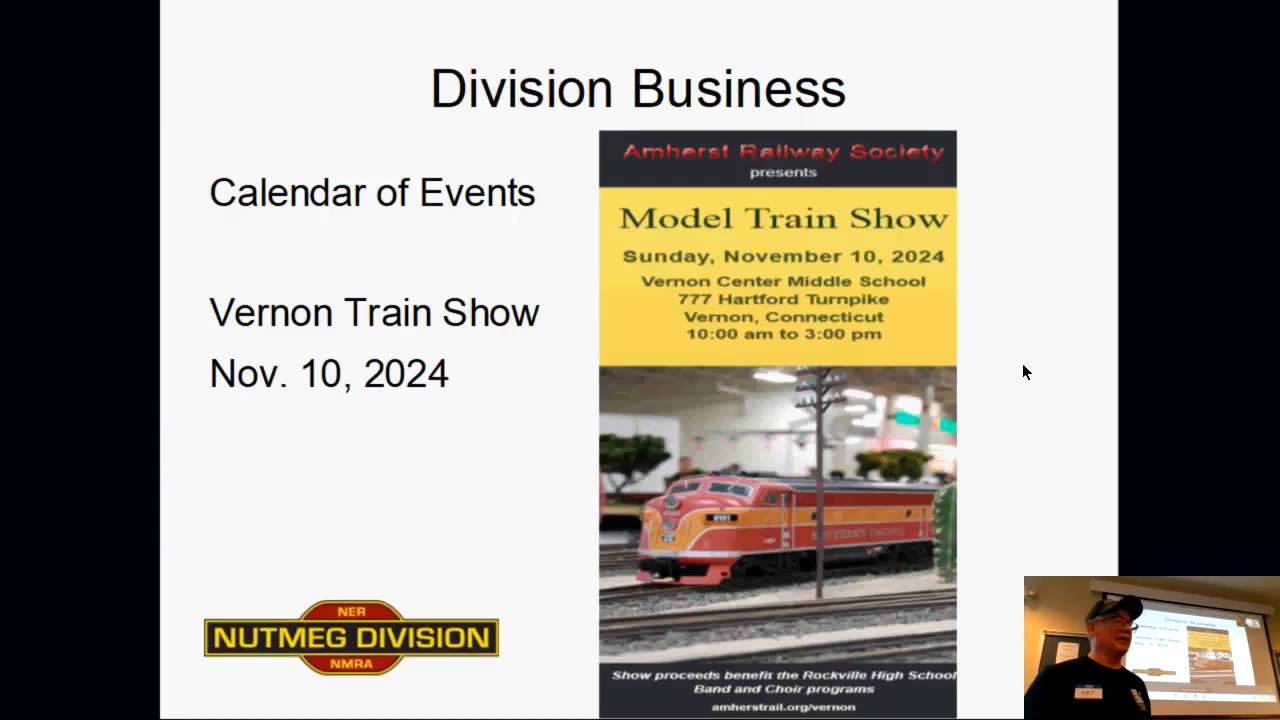 Division Business
Calendar of Events
Vernon Train Show
Nov. 10, 2024
Amherst Railway Society
presents
Model Train Show
Sunday, November 10, 2024
Vernon Center Middle School
777 Hartford Turnpike
Vernon, Connecticut
10:00 am to 3:00 pm
Show proceeds benefit the Rockville High School
Band and Choir programs
amherstrail.org/vernon
NER
NUTMEG DIVISION
NMRA
Division Business